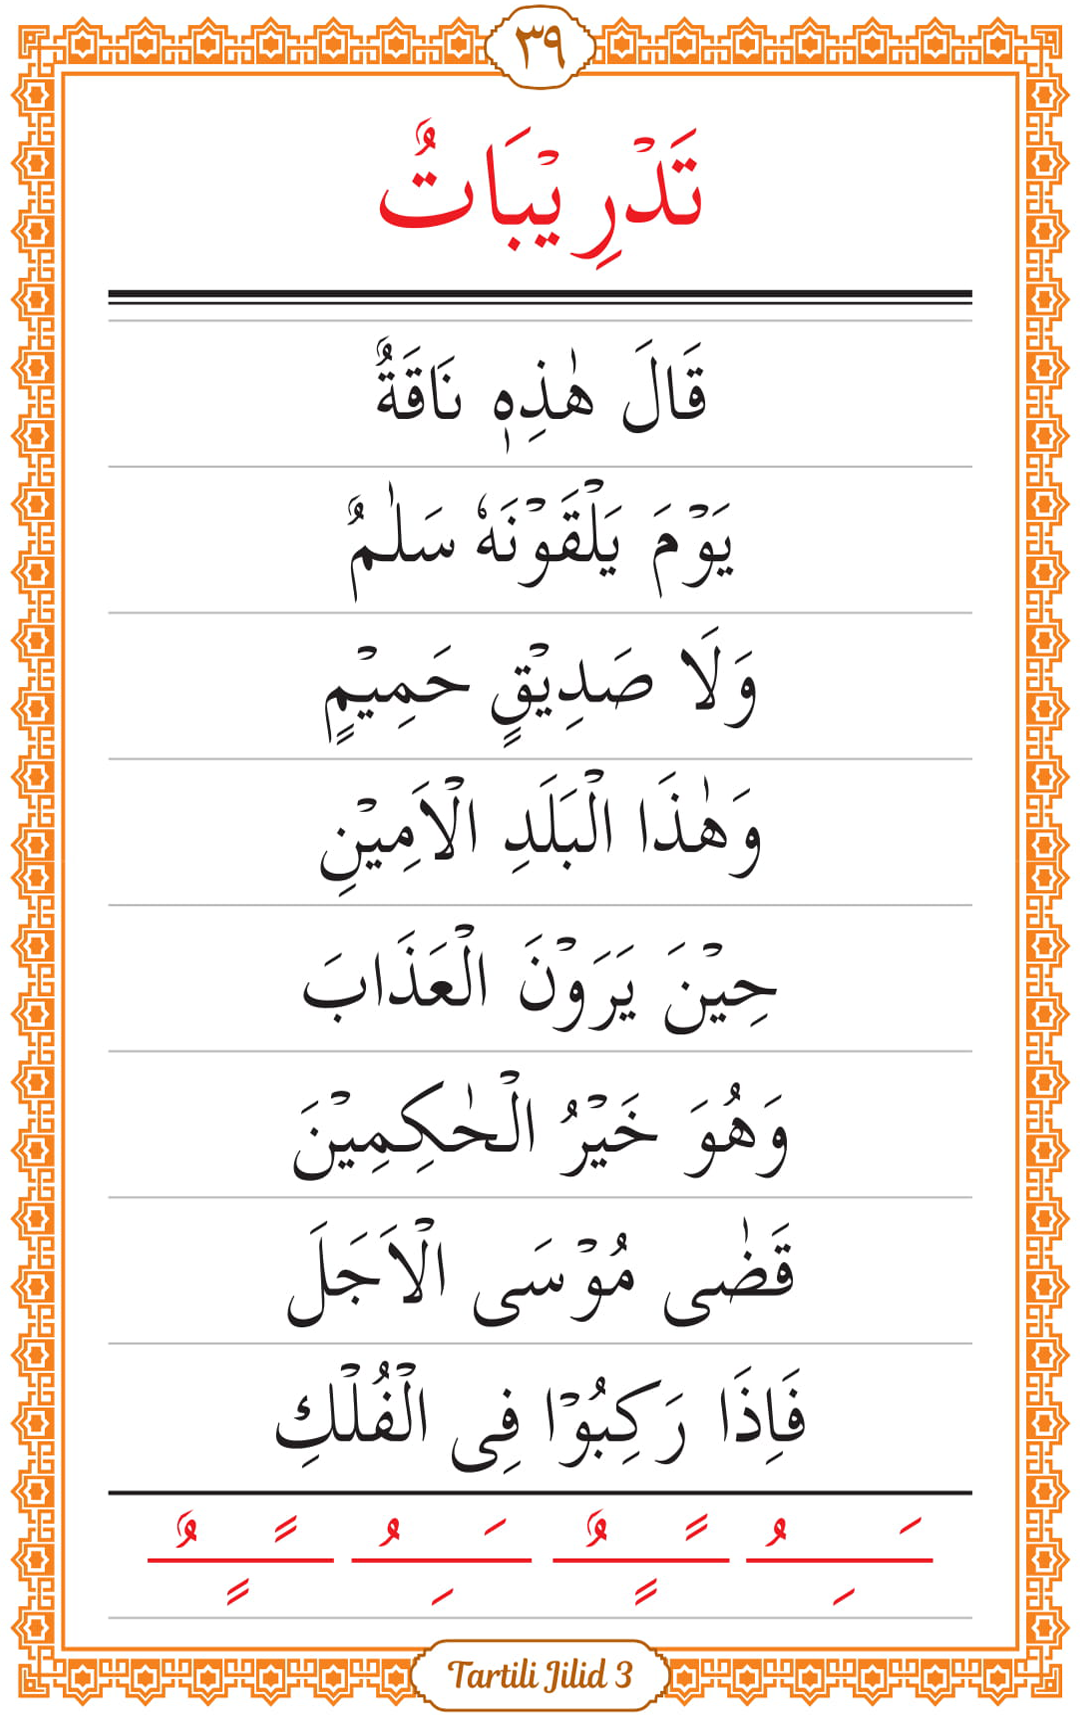 ٣٩
تَدْرِيْبَاتٌ
قَالَ هٰذِهٖ نَاقَةٌ
يَوْمَ يَلْقَوْنَهٗ سَلٰمٌ
وَلَا صَدِيْقٍ حَمِيْمٍ
وَهٰذَا الْبَلَدِ الْاَمِيْنِ
حِيْنَ يَرَوْنَ الْعَذَابَ
وَهُوَ خَيْرُ الْحٰكِمِيْنَ
قَضٰى مُوْسَى الْاَجَلَ
فَاِذَا رَكِبُوْا فِى الْفُلْكِ
ـَـِـُ ـًـٍـٌ ـَـِـُ ـًـٍـٌ
Tartili Jilid 3